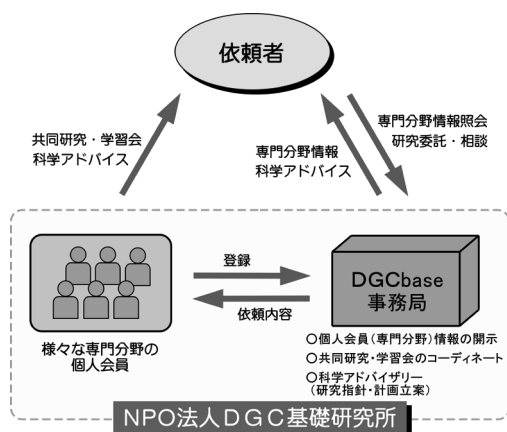 依頼者
共同研究・学習会
科学アドバイス
専門分野情報
科学アドバイス
専門分野情報照会
研究委託・相談
登録
依頼内容
様々な専門分野の
個人会員
DGCbase
事務局
〇個人会員(専門分野)情報の開示
〇共同研究・学習会のコーディネート
〇科学アドバイザリー
(研究指針・計画立案)
NPO法人DGC基礎研究所